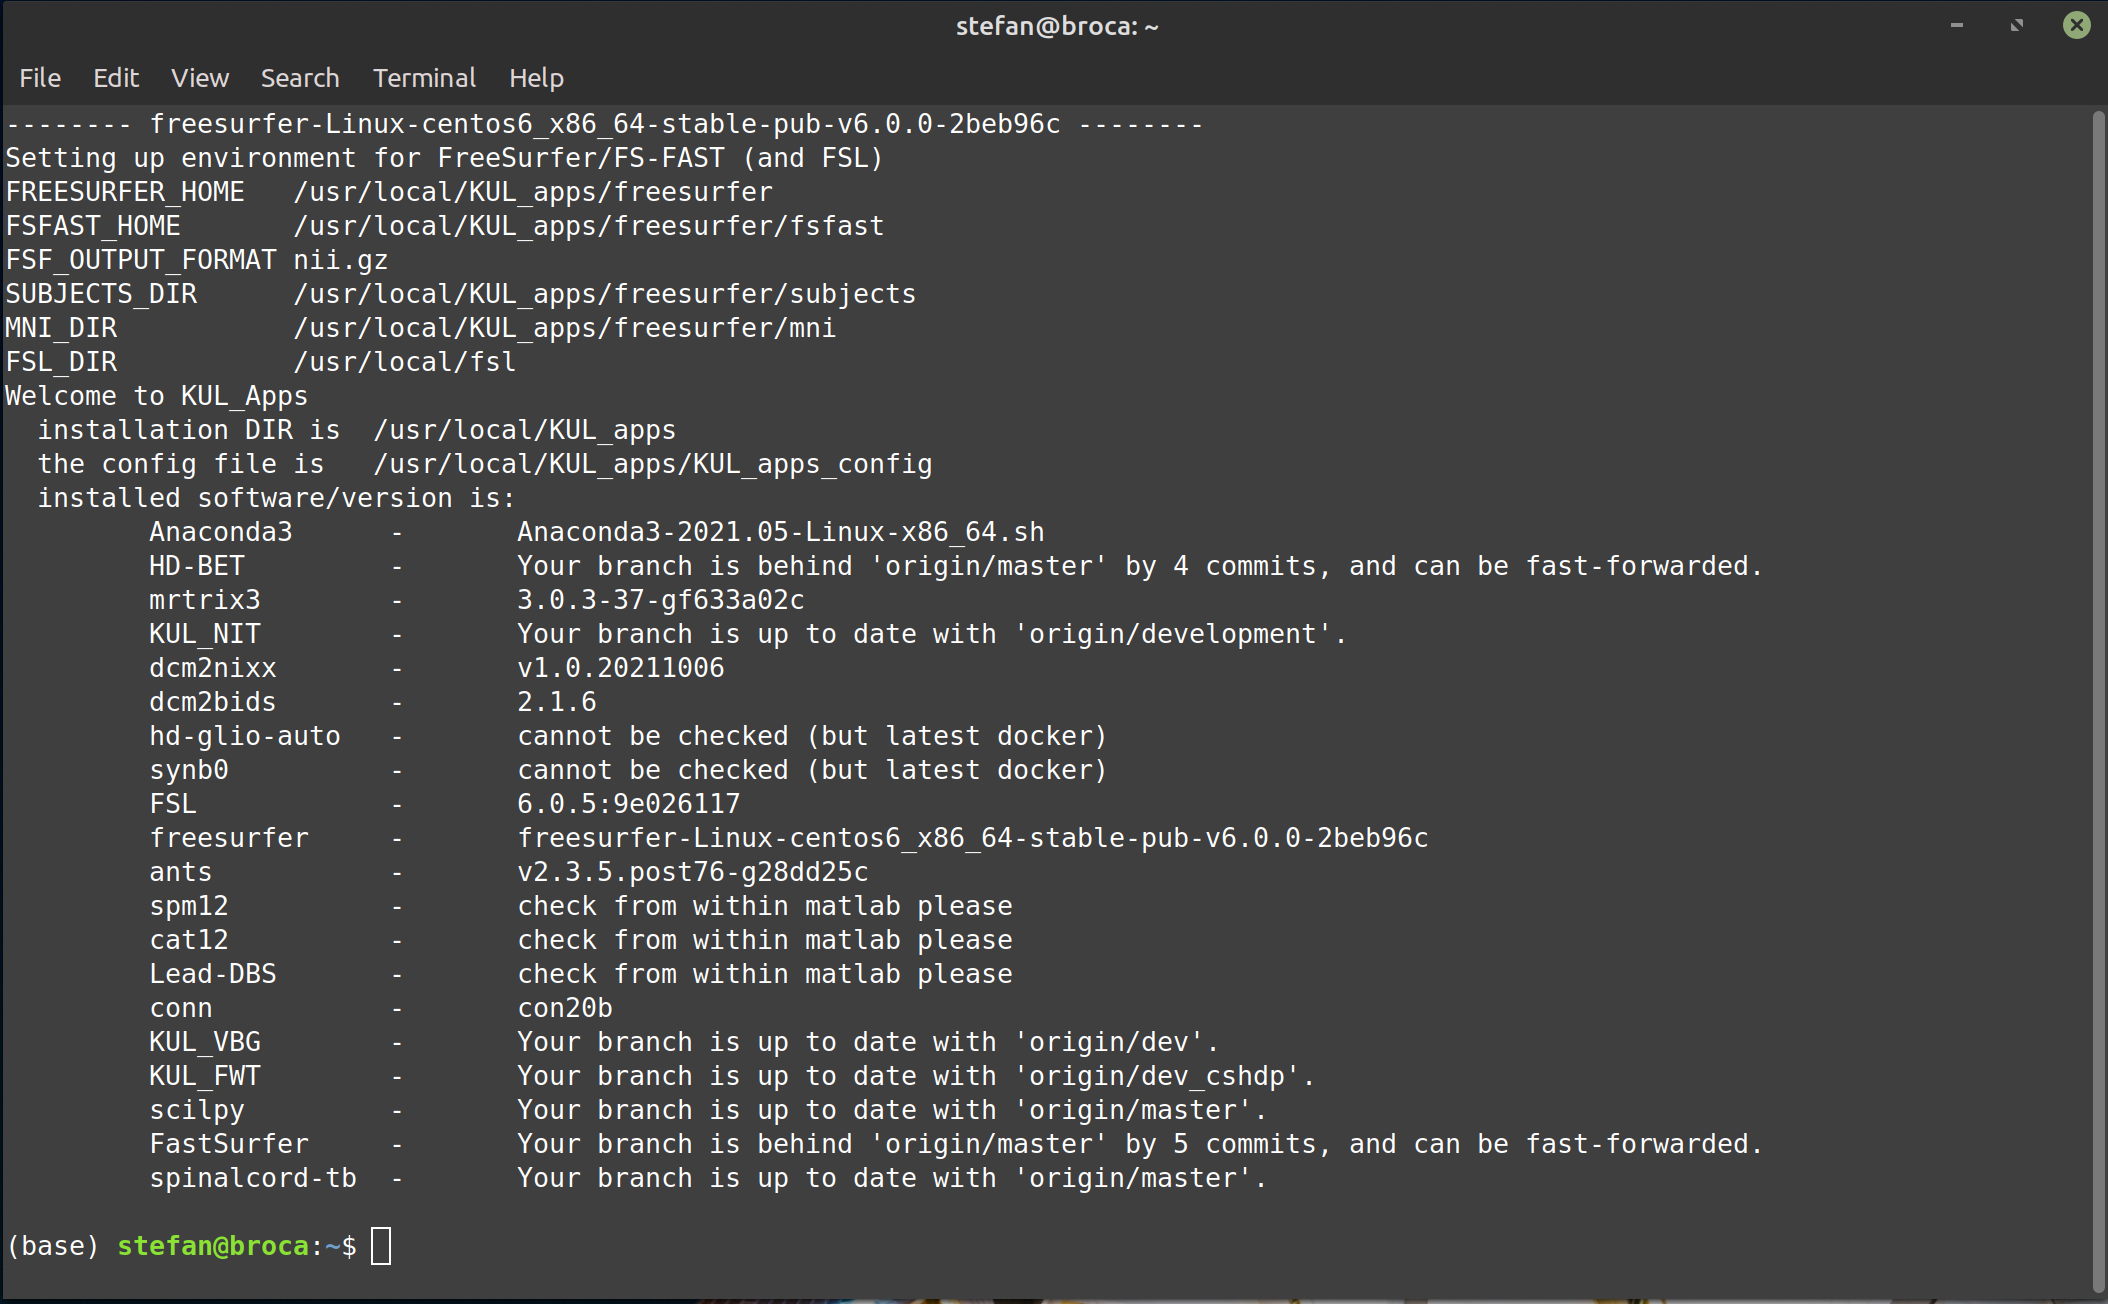 stefan@broca: ~
File Edit View Search Terminal Help
-------- freesurfer-Linux-centos6_x86_64-stable-pub-v6.0.0-2beb96c --------
Setting up environment for FreeSurfer/FS-FAST (and FSL)
FREESURFER_HOME   /usr/local/KUL_apps/freesurfer
FSFAST_HOME       /usr/local/KUL_apps/freesurfer/fsfast
FSF_OUTPUT_FORMAT nii.gz
SUBJECTS_DIR      /usr/local/KUL_apps/freesurfer/subjects
MNI_DIR           /usr/local/KUL_apps/freesurfer/mni
FSL_DIR           /usr/local/fsl
Welcome to KUL_Apps
  installation DIR is  /usr/local/KUL_apps
  the config file is   /usr/local/KUL_apps/KUL_apps_config
  installed software/version is:
         Anaconda3      -       Anaconda3-2021.05-Linux-x86_64.sh
         HD-BET         -       Your branch is behind 'origin/master' by 4 commits, and can be fast-forwarded.
         mrtrix3        -       3.0.3-37-gf633a02c
         KUL_NIT        -       Your branch is up to date with 'origin/development'.
         dcm2nixx       -       v1.0.20211006
         dcm2bids       -       2.1.6
         hd-glio-auto   -       cannot be checked (but latest docker)
         synb0          -       cannot be checked (but latest docker)
         FSL            -       6.0.5:9e026117
         freesurfer     -       freesurfer-Linux-centos6_x86_64-stable-pub-v6.0.0-2beb96c
         ants           -       v2.3.5.post76-g28dd25c
         spm12          -       check from within matlab please
         cat12          -       check from within matlab please
         Lead-DBS       -       check from within matlab please
         conn           -       con20b
         KUL_VBG        -       Your branch is up to date with 'origin/dev'.
         KUL_FWT        -       Your branch is up to date with 'origin/dev_cshdp'.
         scilpy         -       Your branch is up to date with 'origin/master'.
         FastSurfer     -       Your branch is behind 'origin/master' by 5 commits, and can be fast-forwarded.
         spinalcord-tb  -       Your branch is up to date with 'origin/master'.
(base) stefan@broca:~$